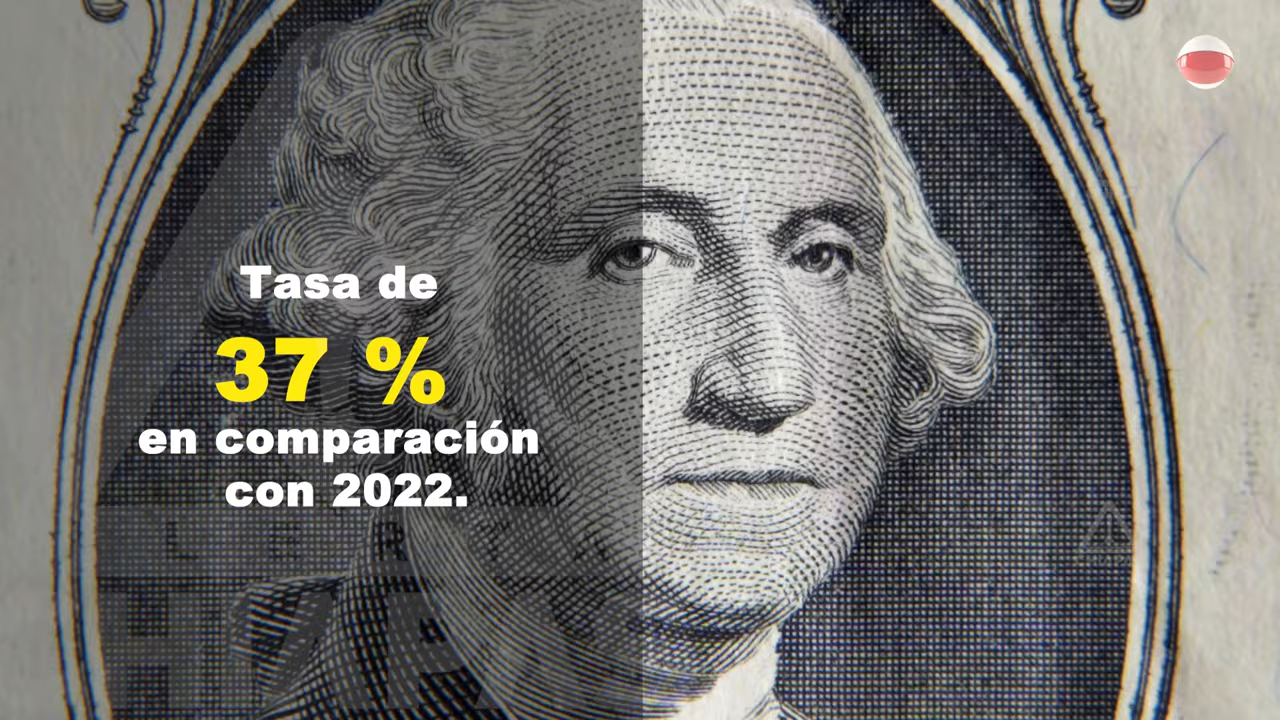 Tasa de
37 %
en comparación
con 2022.